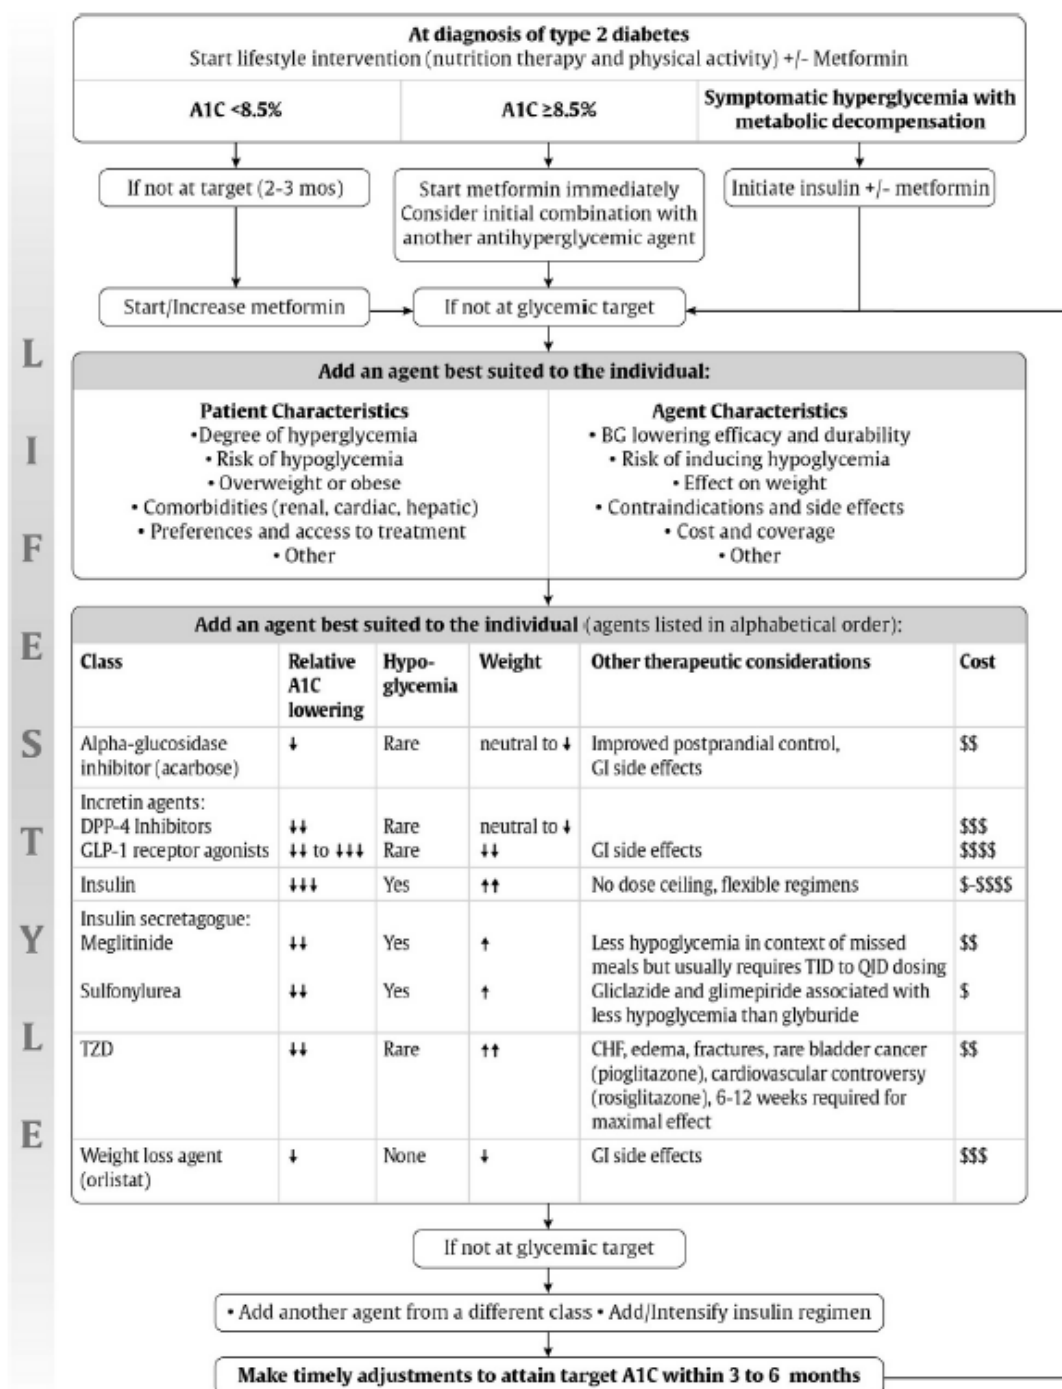 At diagnosis of type 2 diabetes
Start lifestyle intervention (nutrition therapy and physical activity) +/- Metformin
A1C <8.5%
A1C ≥8.5%
Symptomatic hyperglycemia with
metabolic decompensation
If not at target (2-3 mos)
Start metformin immediately
Consider initial combination with
another antihyperglycemic agent
Initiate insulin +/- metformin
Start/Increase metformin
If not at glycemic target
LIFESTYLE
Add an agent best suited to the individual:
Patient Characteristics
•Degree of hyperglycemia
• Risk of hypoglycemia
• Overweight or obese
• Comorbidities (renal, cardiac, hepatic)
• Preferences and access to treatment
• Other
Agent Characteristics
• BG lowering efficacy and durability
• Risk of inducing hypoglycemia
• Effect on weight
• Contraindications and side effects
• Cost and coverage
• Other
Add an agent best suited to the individual (agents listed in alphabetical order):
Class Relative Hypo- Weight Other therapeutic considerations Cost
A1C glycemia
lowering
Alpha-glucosidase ↓ Rare neutral to ↓ Improved postprandial control, $$
inhibitor (acarbose) GI side effects
Incretin agents:
DPP-4 Inhibitors ↓↓ Rare neutral to ↓ $$$
GLP-1 receptor agonists ↓↓ to ↓↓↓ Rare ↓↓ GI side effects $$$$
Insulin ↓↓↓ Yes ↑↑ No dose ceiling, flexible regimens $-$$$$
Insulin secretagogue:
Meglitinide ↓↓ Yes ↑ Less hypoglycemia in context of missed $$
meals but usually requires TID to QID dosing
Sulfonylurea ↓↓ Yes ↑ Gliclazide and glimepiride associated with $
less hypoglycemia than glyburide
TZD ↓↓ Rare ↑↑ CHF, edema, fractures, rare bladder cancer $$
(pioglitazone), cardiovascular controversy
(rosiglitazone), 6-12 weeks required for
maximal effect
Weight loss agent ↓ None ↓ GI side effects $$$
(orlistat)
If not at glycemic target
• Add another agent from a different class • Add/Intensify insulin regimen
Make timely adjustments to attain target A1C within 3 to 6 months